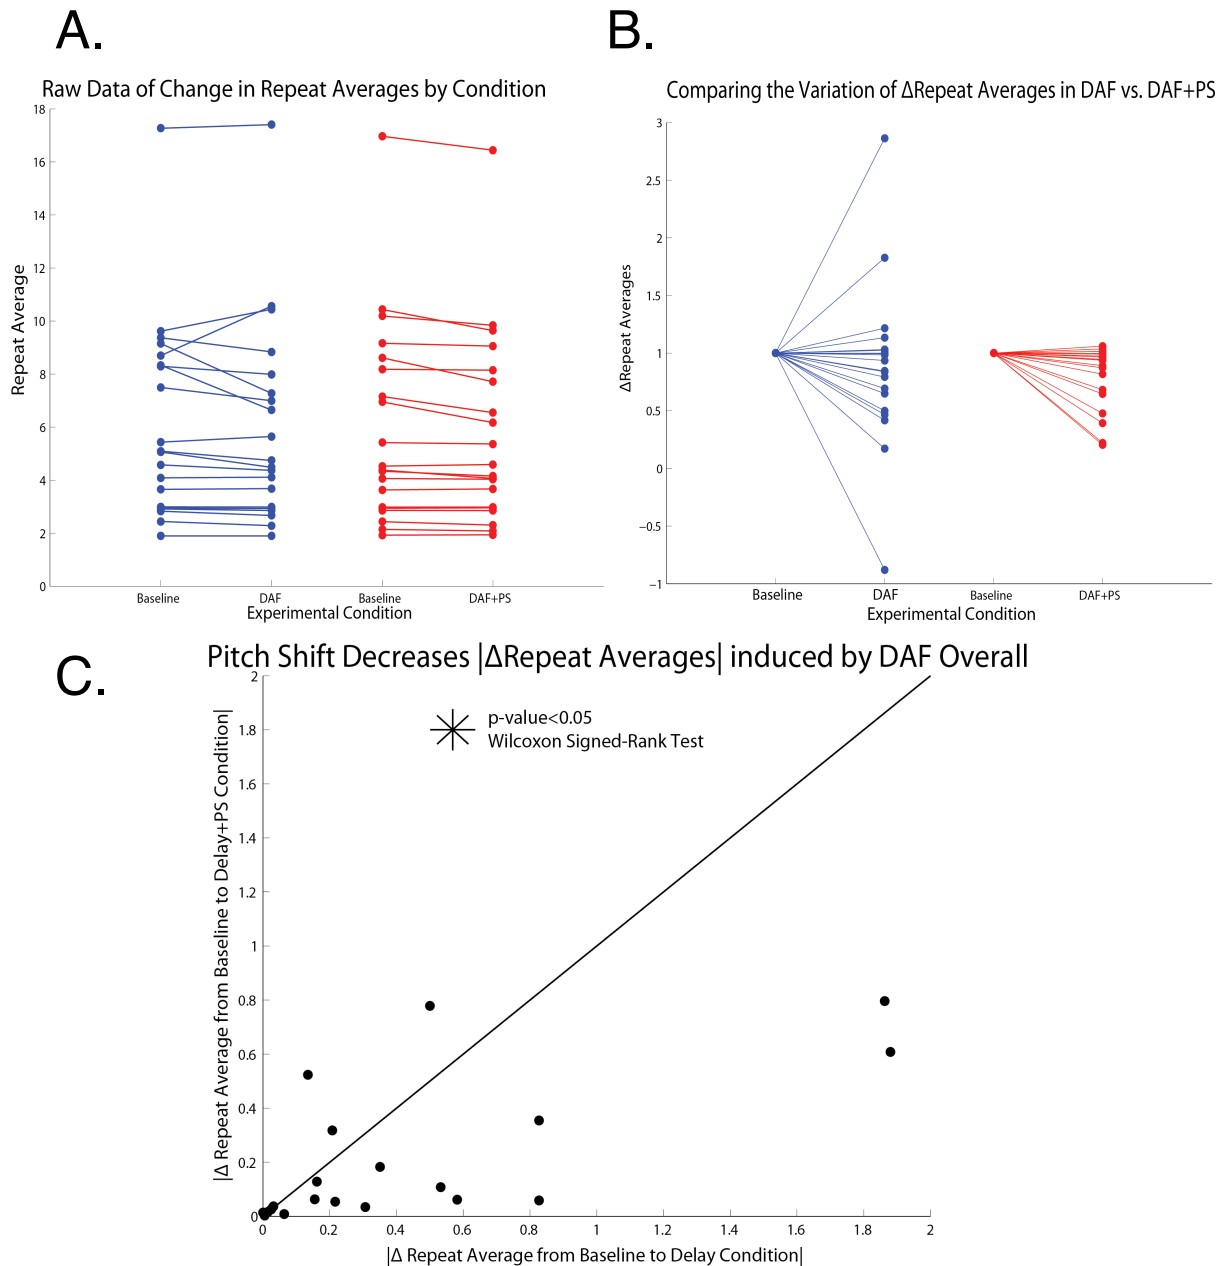 A.
B.
Raw Data of Change in Repeat Averages by Condition
Comparing the Variation of ΔRepeat Averages in DAF vs. DAF+PS
Repeat Average
18
16
14
12
10
8
6
4
2
0
Baseline
DAF
Baseline
DAF+PS
Experimental Condition
ΔRepeat Averages
3
2.5
2
1.5
1
0.5
0
−0.5
−1
Baseline
DAF
Baseline
DAF+PS
Experimental Condition
C.
Pitch Shift Decreases |ΔRepeat Averages| induced by DAF Overall
p-value<0.05
Wilcoxon Signed-Rank Test
|Δ Repeat Average from Baseline to Delay+PS Condition|
2
1.8
1.6
1.4
1.2
1
0.8
0.6
0.4
0.2
0
0
0.2
0.4
0.6
0.8
1
1.2
1.4
1.6
1.8
2
|Δ Repeat Average from Baseline to Delay Condition|